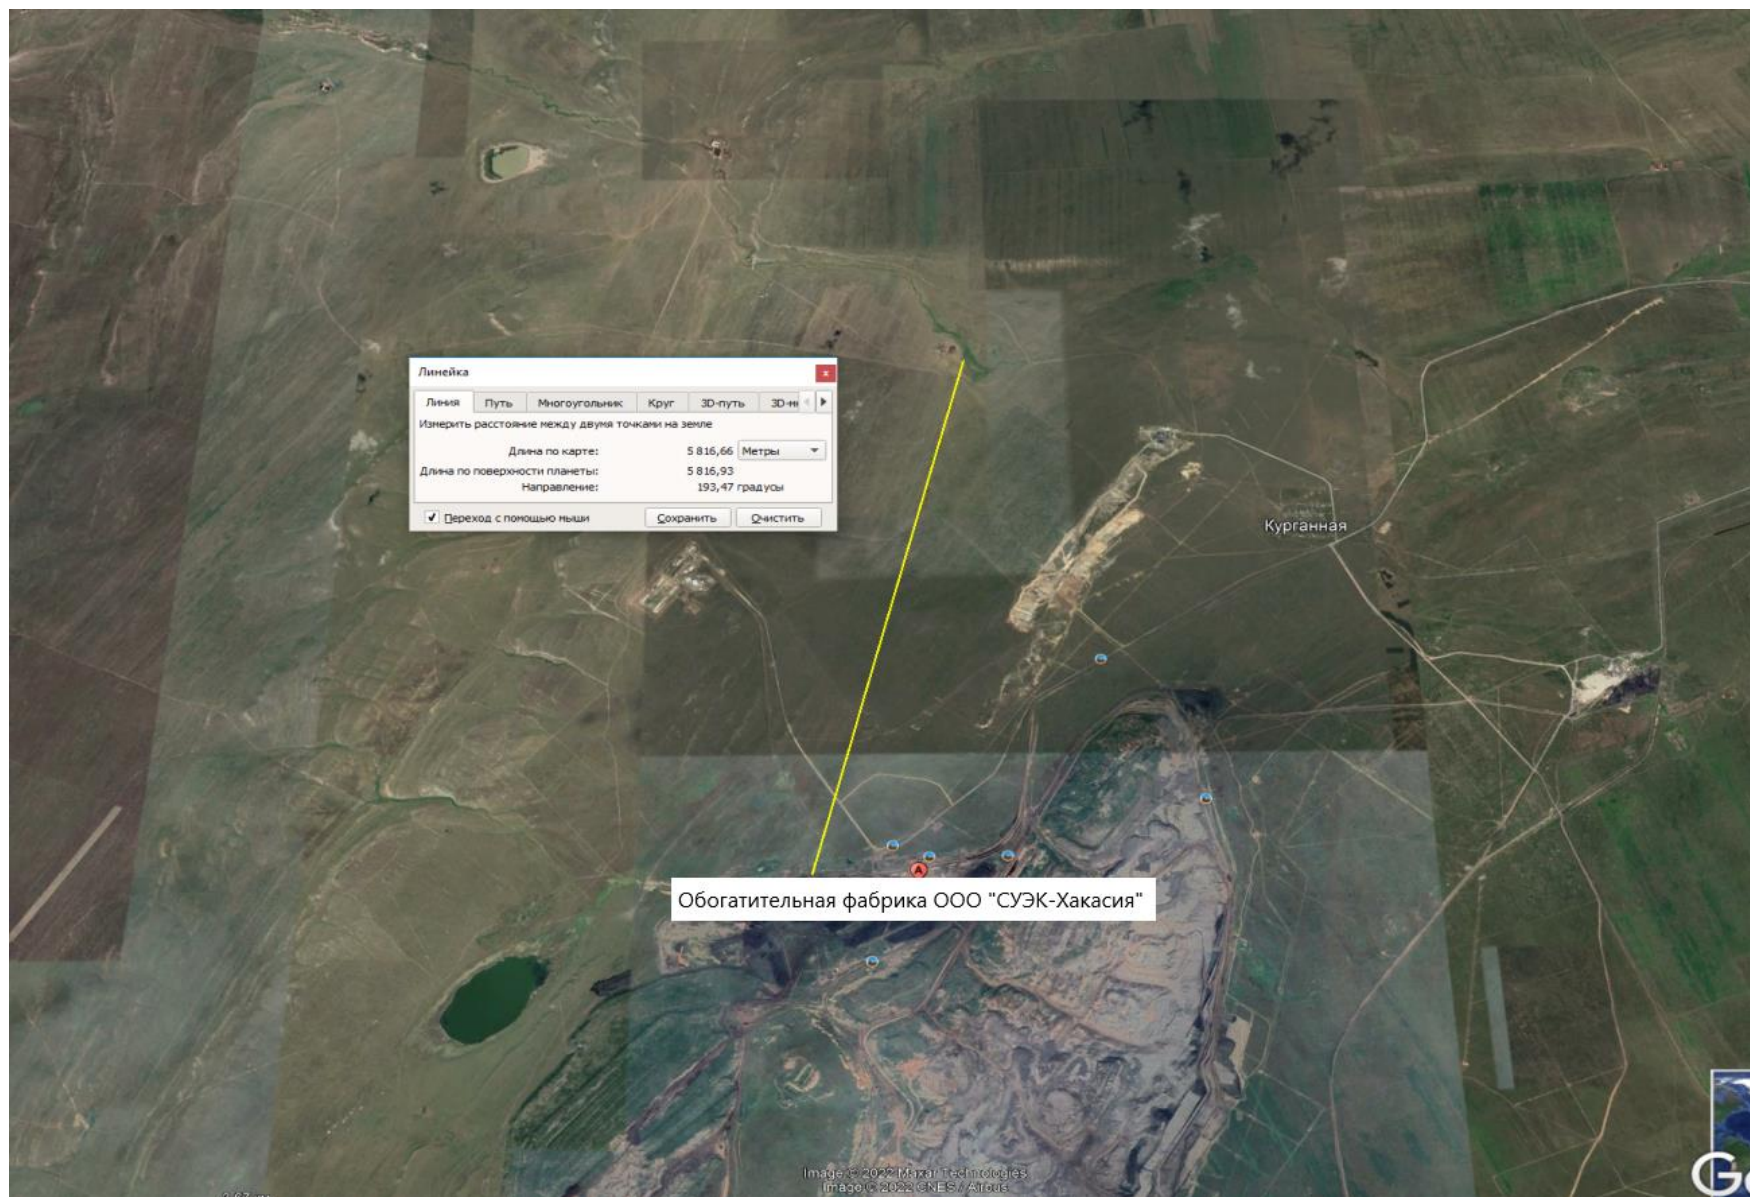 Линейка
Линия Путь Многоугольник Круг 3D-путь
Измерить расстояние между двумя точками на земле
Длина по карте: 5 816,66 Метры
Длина по поверхности планеты: 5 816,93
Направление: 193,47 градусы
Переход с помощью мыши Сохранить Очистить
Курганная
A
Обогатительная фабрика ООО "СУЭК-Хакасия"
Image © 2022 Maxar Technologies
Image © 2022 CNES / Airbus